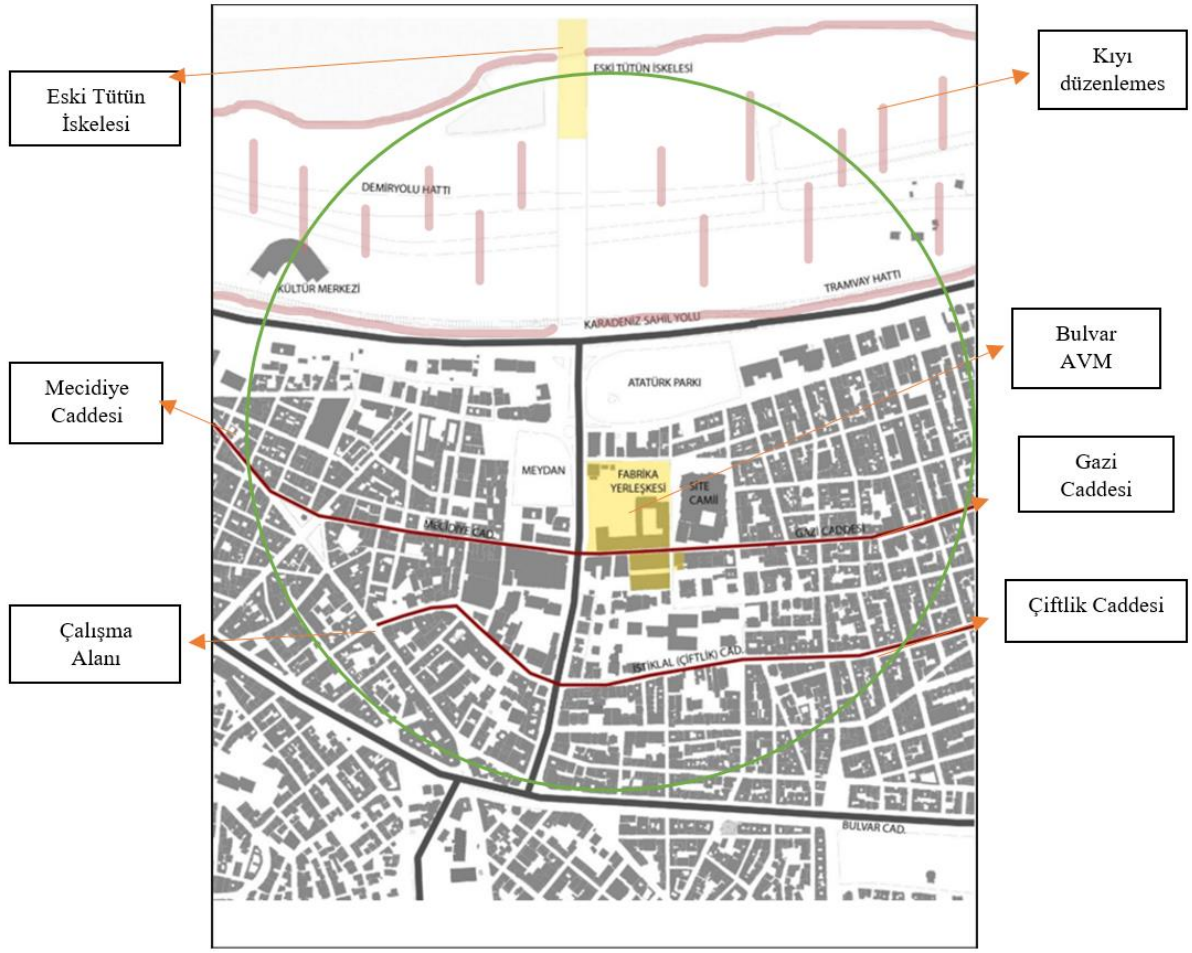 Eski Tütün
İskelesi
Kıyı
düzenlemes
ESKİ TÜTÜN İSKELESİ
DEMİRYOLU HATTI
KÜLTÜR MERKEZİ
TRAMVAY HATTI
KARADENİZ SAHİL YOLU
Bulvar
AVM
Mecidiye
Caddesi
ATATÜRK PARKI
MEYDAN
FABRİKA
YERLEŞKESİ
SİTE
CAMİİ
Gazi
Caddesi
MECİDİYE CAD.
GAZİ CADDESİ
Çalışma
Alanı
Çiftlik Caddesi
İSTİKLAL (ÇİFTLİK) CAD.
BULVAR CAD.